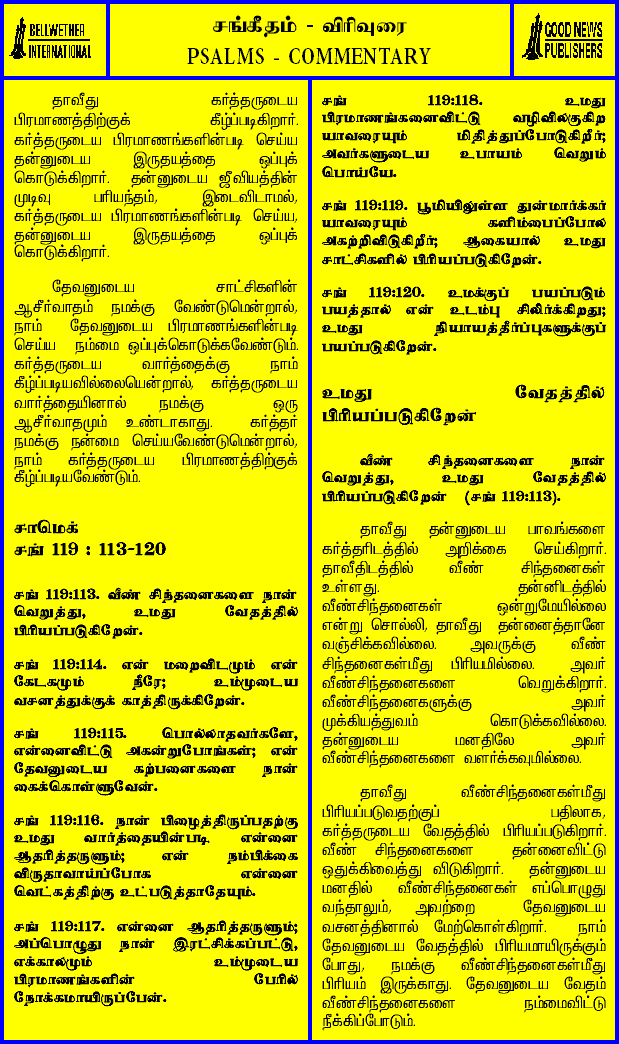 BELLWETHER
INTERNATIONAL
சங்கீதம் - விரிவுரை
PSALMS - COMMENTARY
GOOD NEWS
PUBLISHERS
தாவீது கர்த்தருடைய
பிரமாணத்திற்குக் கீழ்ப்படிகிறார்.
கர்த்தருடைய பிரமாணங்களின்படி செய்ய
தன்னுடைய இருதயத்தை ஒப்புக்
கொடுக்கிறார். தன்னுடைய ஜீவியத்தின்
முடிவு பரியந்தம், இடைவிடாமல்,
கர்த்தருடைய பிரமாணங்களின்படி செய்ய,
தன்னுடைய இருதயத்தை ஒப்புக்
கொடுக்கிறார்.
தேவனுடைய சாட்சிகளின்
ஆசீர்வாதம் நமக்கு வேண்டுமென்றால்,
நாம் தேவனுடைய பிரமாணங்களின்படி
செய்ய நம்மை ஒப்புக்கொடுக்கவேண்டும்.
கர்த்தருடைய வார்த்தைக்கு நாம்
கீழ்ப்படியவில்லையென்றால், கர்த்தருடைய
வார்த்தையினால் நமக்கு ஒரு
ஆசீர்வாதமும் உண்டாகாது. கர்த்தர்
நமக்கு நன்மை செய்யவேண்டுமென்றால்,
நாம் கர்த்தருடைய பிரமாணத்திற்குக்
கீழ்ப்படியவேண்டும்.
சாமெக்
சங் 119 : 113-120
சங் 119:113. வீண் சிந்தனைகளை நான்
வெறுத்து, உமது வேதத்தில்
பிரியப்படுகிறேன்.
சங் 119:114. என் மறைவிடமும் என்
கேடகமும் நீரே; உம்முடைய
வசனத்துக்குக் காத்திருக்கிறேன்.
சங் 119:115. பொல்லாதவர்களே,
என்னைவிட்டு அகன்றுபோங்கள்; என்
தேவனுடைய கற்பனைகளை நான்
கைக்கொள்ளுவேன்.
சங் 119:116. நான் பிழைத்திருப்பதற்கு
உமது வார்த்தையின்படி என்னை
ஆதரித்தருளும்; என் நம்பிக்கை
விருதாவாய்ப்போக என்னை
வெட்கத்திற்கு உட்படுத்தாதேயும்.
சங் 119:117. என்னை ஆதரித்தருளும்;
அப்பொழுது நான் இரட்சிக்கப்பட்டு,
எக்காலமும் உம்முடைய
பிரமாணங்களின் பேரில்
நோக்கமாயிருப்பேன்.
சங் 119:118. உமது
பிரமாணங்களைவிட்டு வழிவிலகுகிற
யாவரையும் மிதித்துப்போடுகிறீர்;
அவர்களுடைய உபாயம் வெறும்
பொய்யே.
சங் 119:119. பூமியிலுள்ள துன்மார்க்கர்
யாவரையும் களிம்பைப்போல
அகற்றிவிடுகிறீர்; ஆகையால் உமது
சாட்சிகளில் பிரியப்படுகிறேன்.
சங் 119:120. உமக்குப் பயப்படும்
பயத்தால் என் உடம்பு சிலிர்க்கிறது;
உமது நியாயத்தீர்ப்புகளுக்குப்
பயப்படுகிறேன்.
உமது வேதத்தில்
பிரியப்படுகிறேன்
வீண் சிந்தனைகளை நான்
வெறுத்து, உமது வேதத்தில்
பிரியப்படுகிறேன் (சங் 119:113).
தாவீது தன்னுடைய பாவங்களை
கர்த்தரிடத்தில் அறிக்கை செய்கிறார்.
தாவீதிடத்தில் வீண் சிந்தனைகள்
உள்ளது. தன்னிடத்தில்
வீண்சிந்தனைகள் ஒன்றுமேயில்லை
என்று சொல்லி, தாவீது தன்னைத்தானே
வஞ்சிக்கவில்லை. அவருக்கு வீண்
சிந்தனைகள்மீது பிரியமில்லை. அவர்
வீண்சிந்தனைகளை வெறுக்கிறார்.
வீண்சிந்தனைகளுக்கு அவர்
முக்கியத்துவம் கொடுக்கவில்லை.
தன்னுடைய மனதிலே அவர்
வீண்சிந்தனைகளை வளர்க்கவுமில்லை.
தாவீது வீண்சிந்தனைகள்மீது
பிரியப்படுவதற்குப் பதிலாக,
கர்த்தருடைய வேதத்தில் பிரியப்படுகிறார்.
வீண் சிந்தனைகளை தன்னைவிட்டு
ஒதுக்கிவைத்து விடுகிறார். தன்னுடைய
மனதில் வீண்சிந்தனைகள் எப்பொழுது
வந்தாலும், அவற்றை தேவனுடைய
வசனத்தினால் மேற்கொள்கிறார். நாம்
தேவனுடைய வேதத்தில் பிரியமாயிருக்கும்
போது, நமக்கு வீண்சிந்தனைகள்மீது
பிரியம் இருக்காது. தேவனுடைய வேதம்
வீண்சிந்தனைகளை நம்மைவிட்டு
நீக்கிப்போடும்.